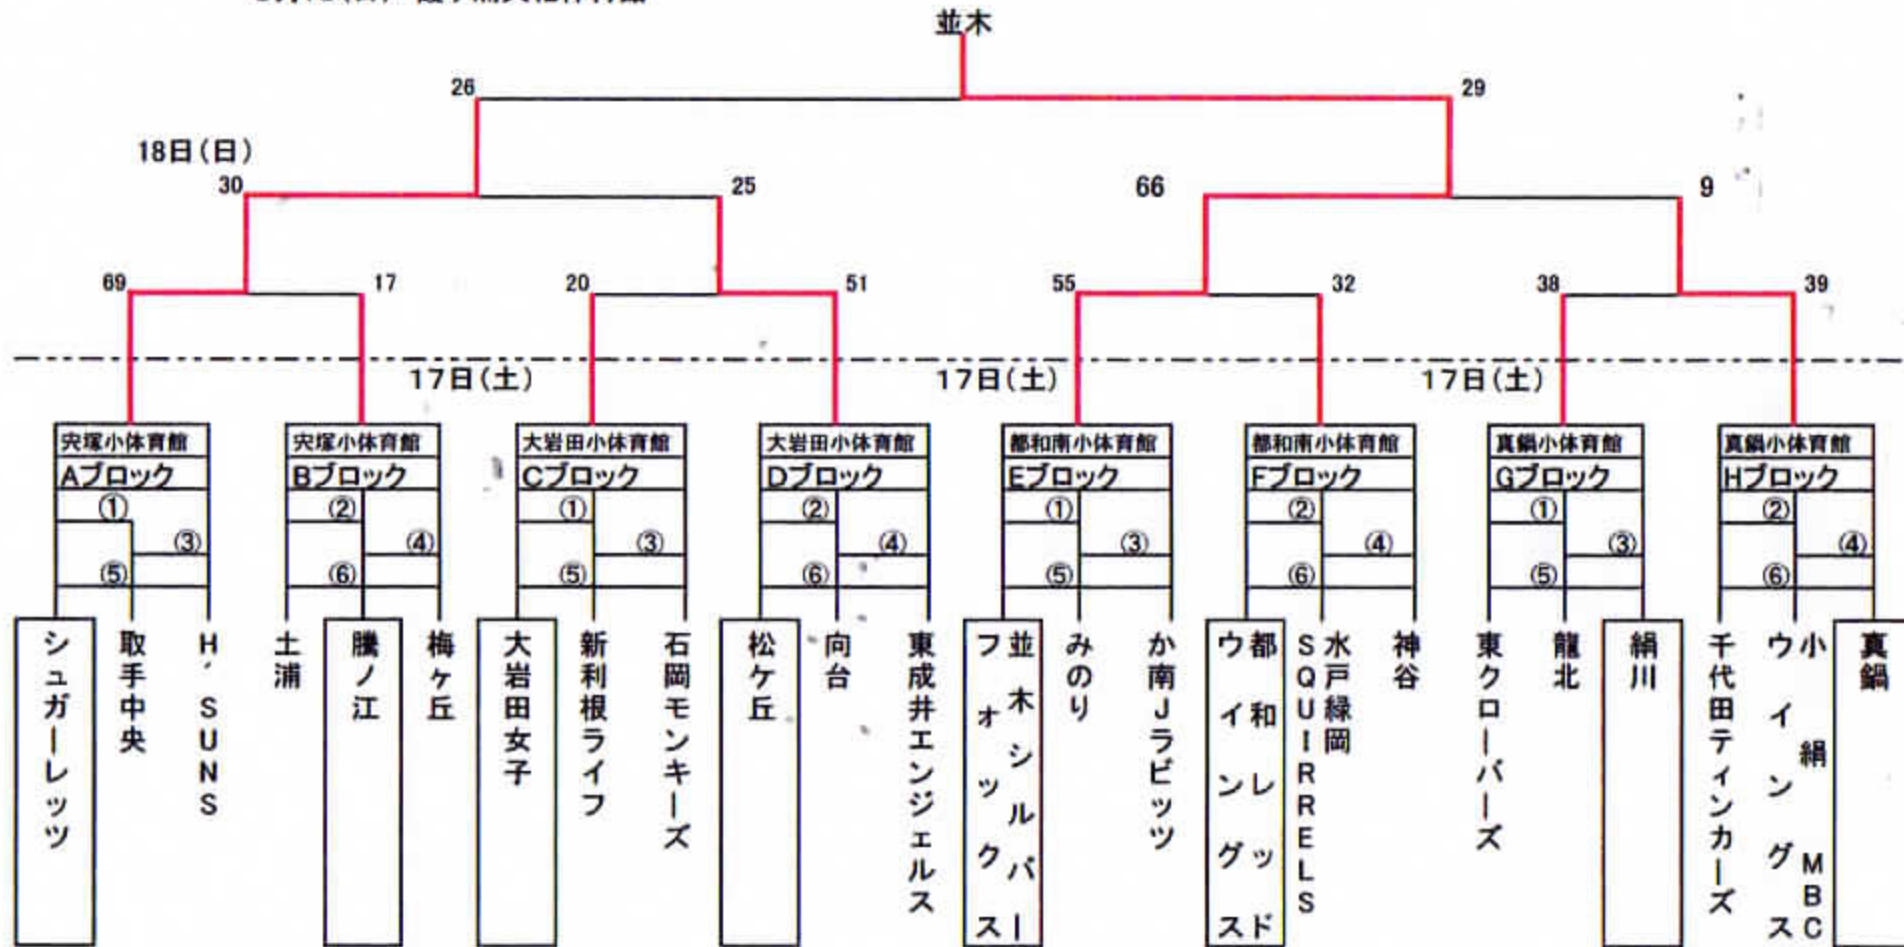 並木
26
29
18日(日)
30
25
66
9
69
17
20
51
55
32
38
39
17日(土)
17日(土)
17日(土)
宍塚小体育館
宍塚小体育館
大岩田小体育館
大岩田小体育館
都和南小体育館
都和南小体育館
真鍋小体育館
真鍋小体育館
Aブロック
Bブロック
Cブロック
Dブロック
Eブロック
Fブロック
Gブロック
Hブロック
①
②
①
②
①
②
①
②
③
④
③
④
③
④
③
④
⑤
⑥
⑤
⑥
⑤
⑥
⑤
⑥
シュガーレッツ
取手中央
H'SUNS
土浦
騰ノ江
梅ヶ丘
大岩田女子
新利根ライフ
石岡モンキーズ
松ケ丘
向台
東成井エンジェルス
並木シルバー
フォックス
みのり
か南Jラビッツ
都和レッド
ウイングス
水戸緑岡
SQUIRRELS
神谷
東クローバーズ
龍北
絹川
千代田ティンカーズ
小絹MBC
ウイングス
真鍋